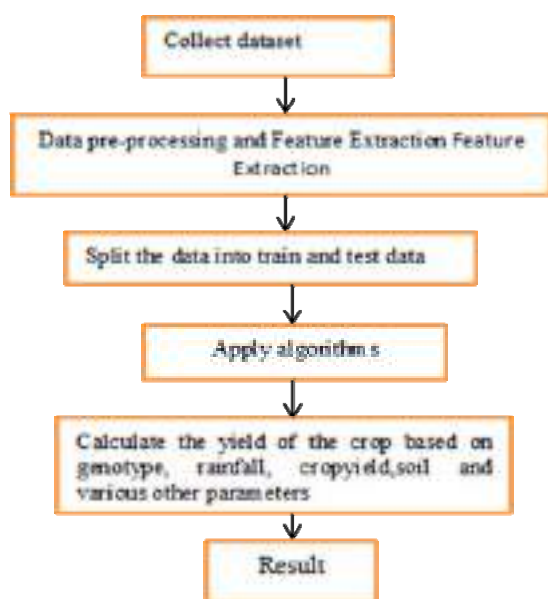 Collect dataset
Data pre-processing and Feature Extraction Feature
Extraction
Split the data into train and test data
Apply algorithms
Calculate the yield of the crop based on
genotype, rainfall, cropyield,soil and
various other parameters
Result